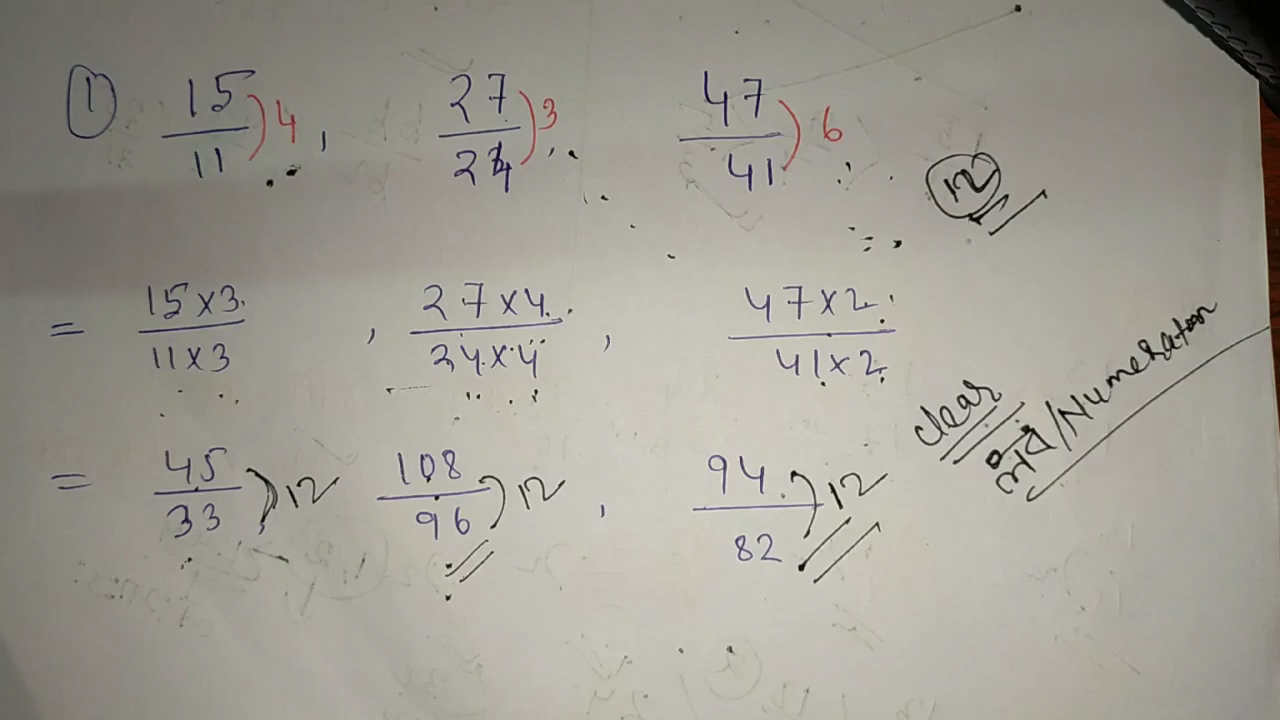 ① 15/11 ) 4 , 27/24 ) 3 , 47/41 ) 6
12
= 15×3/11×3 , 27×4/24×4 , 47×2/41×2
= 45/33 ) 12 108/96 ) 12 , 94/82 ) 12
clear
/Numerator